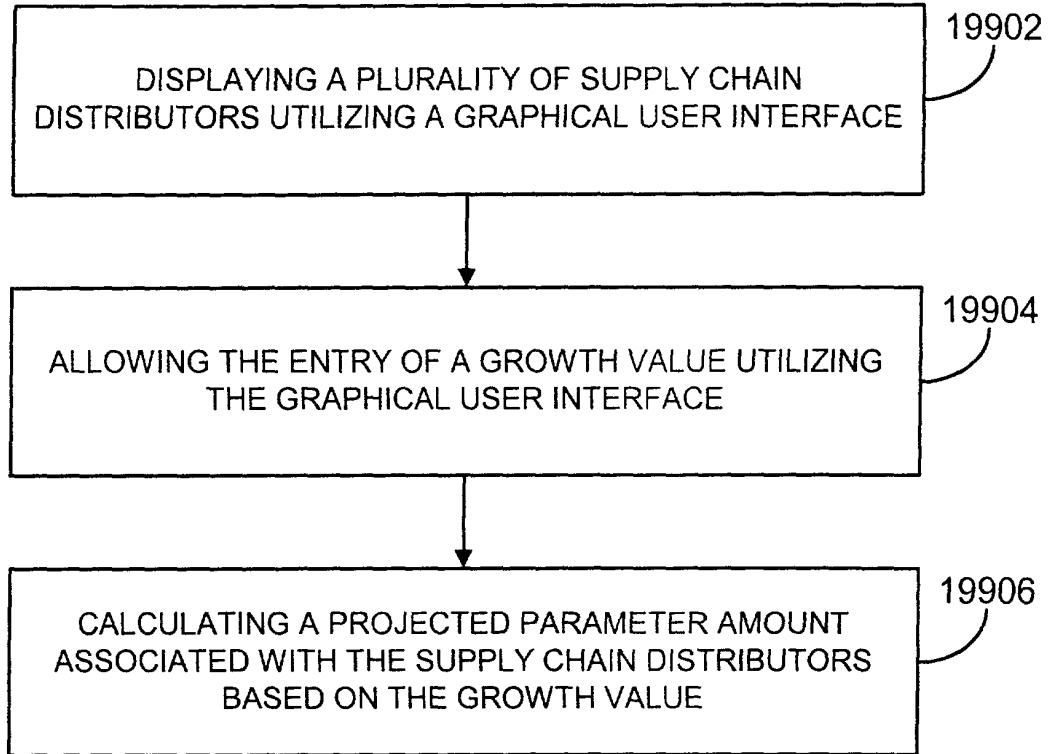 19902
DISPLAYING A PLURALITY OF SUPPLY CHAIN
DISTRIBUTORS UTILIZING A GRAPHICAL USER INTERFACE
19904
ALLOWING THE ENTRY OF A GROWTH VALUE UTILIZING
THE GRAPHICAL USER INTERFACE
19906
CALCULATING A PROJECTED PARAMETER AMOUNT
ASSOCIATED WITH THE SUPPLY CHAIN DISTRIBUTORS
BASED ON THE GROWTH VALUE